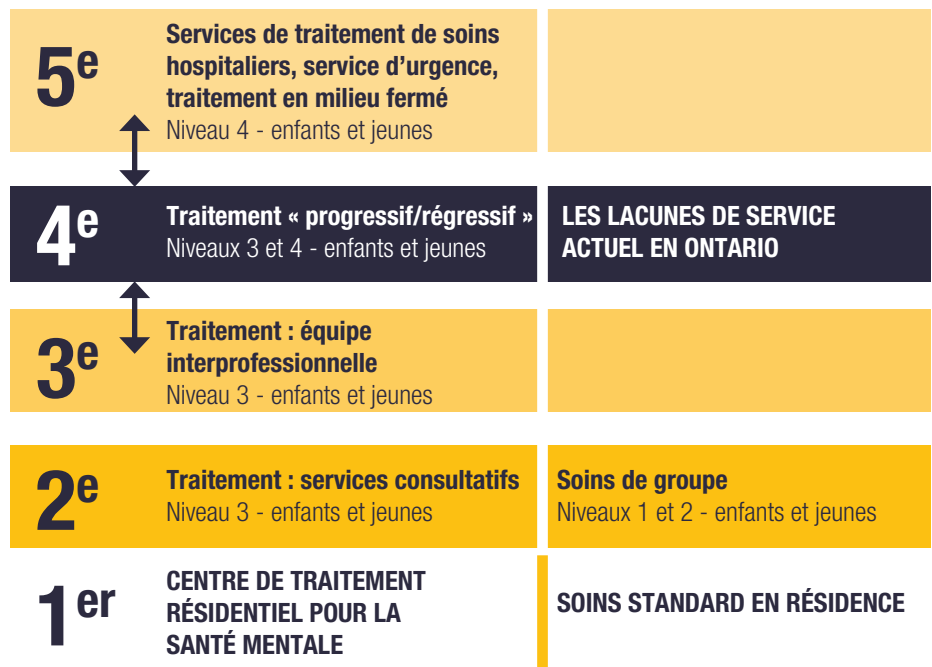 5e
Services de traitement de soins
hospitaliers, service d’urgence,
traitement en milieu fermé
Niveau 4 - enfants et jeunes
4e
Traitement « progressif/régressif »
Niveaux 3 et 4 - enfants et jeunes
LES LACUNES DE SERVICE
ACTUEL EN ONTARIO
3e
Traitement : équipe
interprofessionnelle
Niveau 3 - enfants et jeunes
2e
Traitement : services consultatifs
Niveau 3 - enfants et jeunes
Soins de groupe
Niveaux 1 et 2 - enfants et jeunes
1er
CENTRE DE TRAITEMENT
RÉSIDENTIEL POUR LA
SANTÉ MENTALE
SOINS STANDARD EN RÉSIDENCE